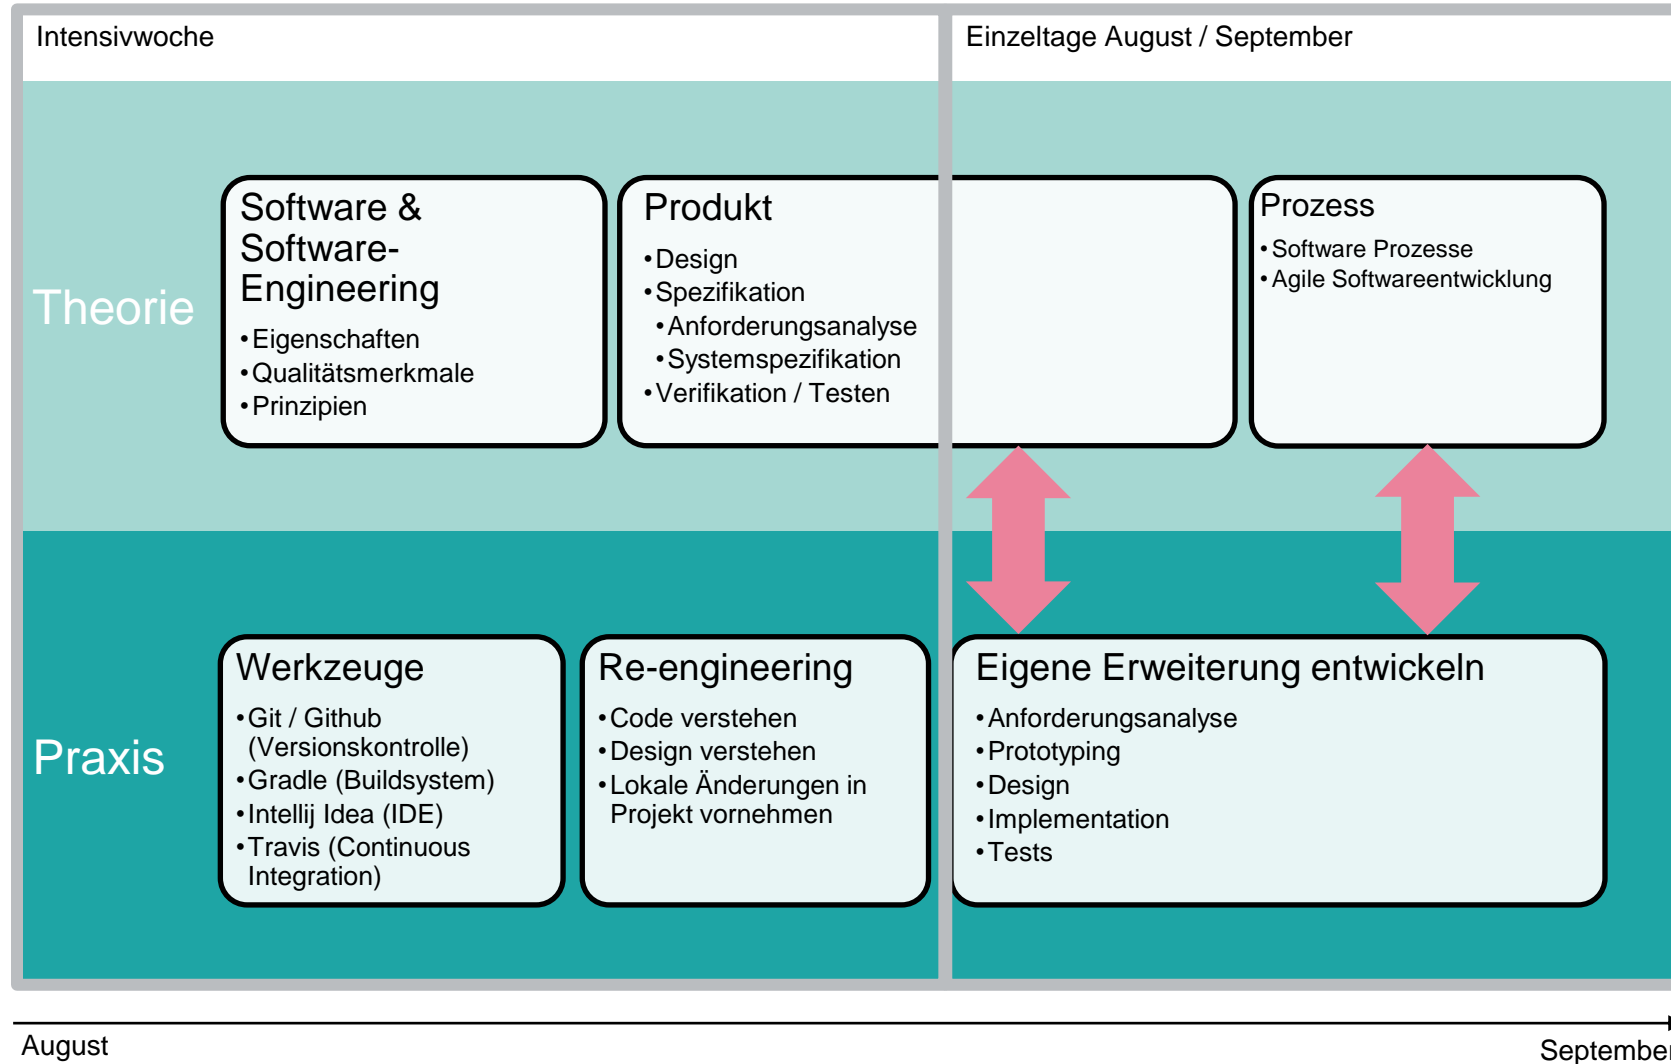 Intensivwoche
Einzeltage August / September
Theorie
Software &
Software-
Engineering
•Eigenschaften
•Qualitätsmerkmale
•Prinzipien
Produkt
•Design
•Spezifikation
•Anforderungsanalyse
•Systemspezifikation
•Verifikation / Testen
Prozess
•Software Prozesse
•Agile Softwareentwicklung
Praxis
Werkzeuge
•Git / Github
(Versionskontrolle)
•Gradle (Buildsystem)
•Intellij Idea (IDE)
•Travis (Continuous
Integration)
Re-engineering
•Code verstehen
•Design verstehen
•Lokale Änderungen in
Projekt vornehmen
Eigene Erweiterung entwickeln
•Anforderungsanalyse
•Prototyping
•Design
•Implementation
•Tests
August
September